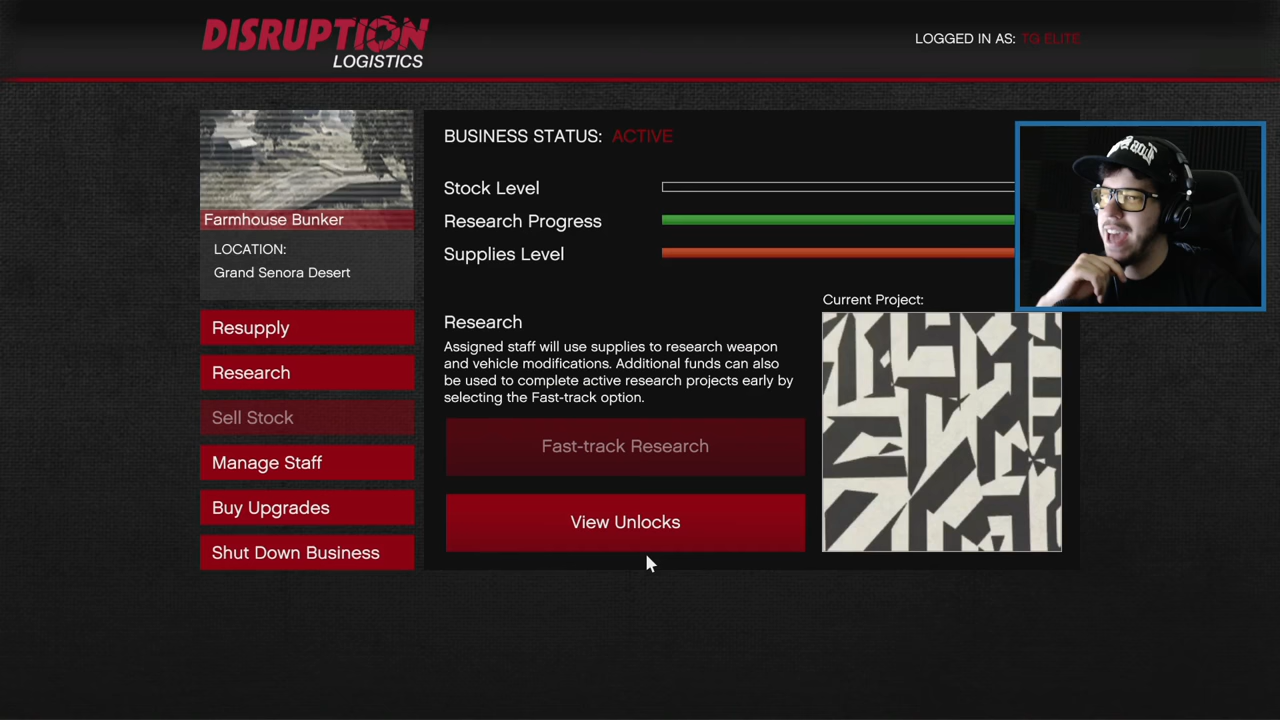 DISRUPTION
LOGISTICS
LOGGED IN AS: TG ELITE
Farmhouse Bunker
LOCATION:
Grand Senora Desert
Resupply
Research
Sell Stock
Manage Staff
Buy Upgrades
Shut Down Business
BUSINESS STATUS: ACTIVE
Stock Level
Research Progress
Supplies Level
Research
Assigned staff will use supplies to research weapon
and vehicle modifications. Additional funds can also
be used to complete active research projects early by
selecting the Fast-track option.
Fast-track Research
View Unlocks
Current Project: